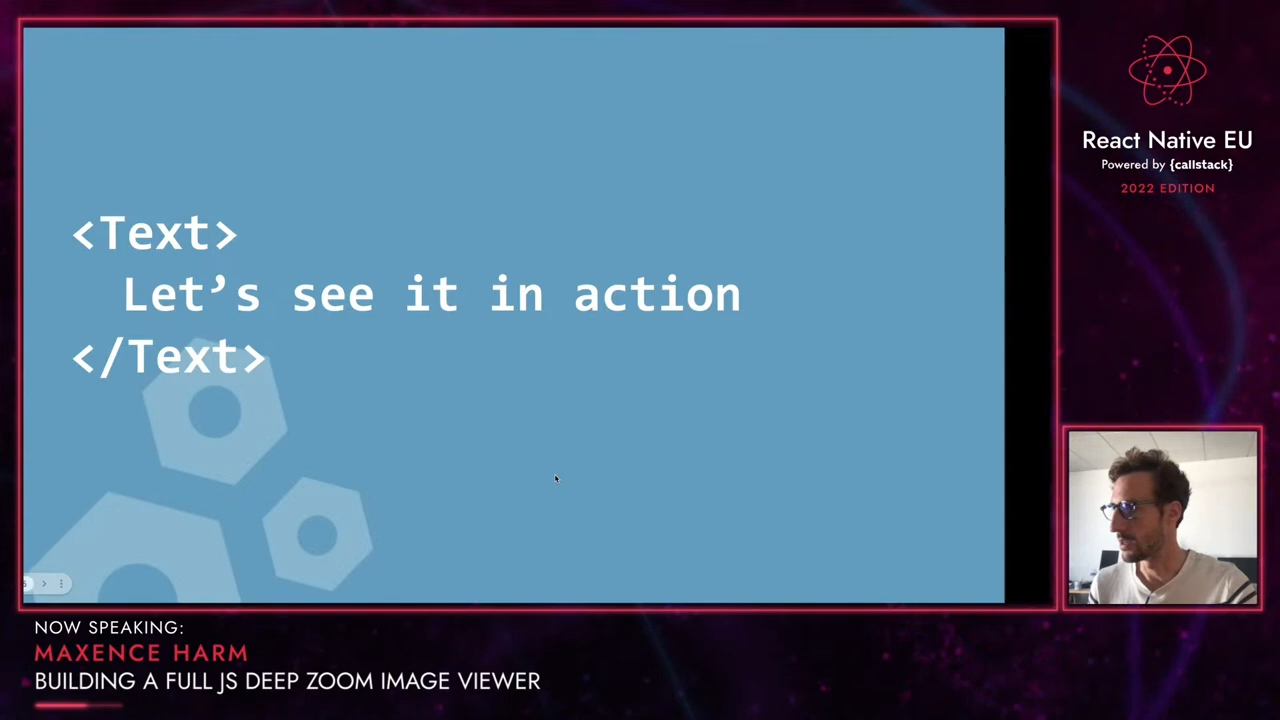 <Text>
Let’s see it in action
</Text>
React Native EU
Powered by {callstack}
2022 EDITION
NOW SPEAKING:
MAXENCE HARM
BUILDING A FULL JS DEEP ZOOM IMAGE VIEWER